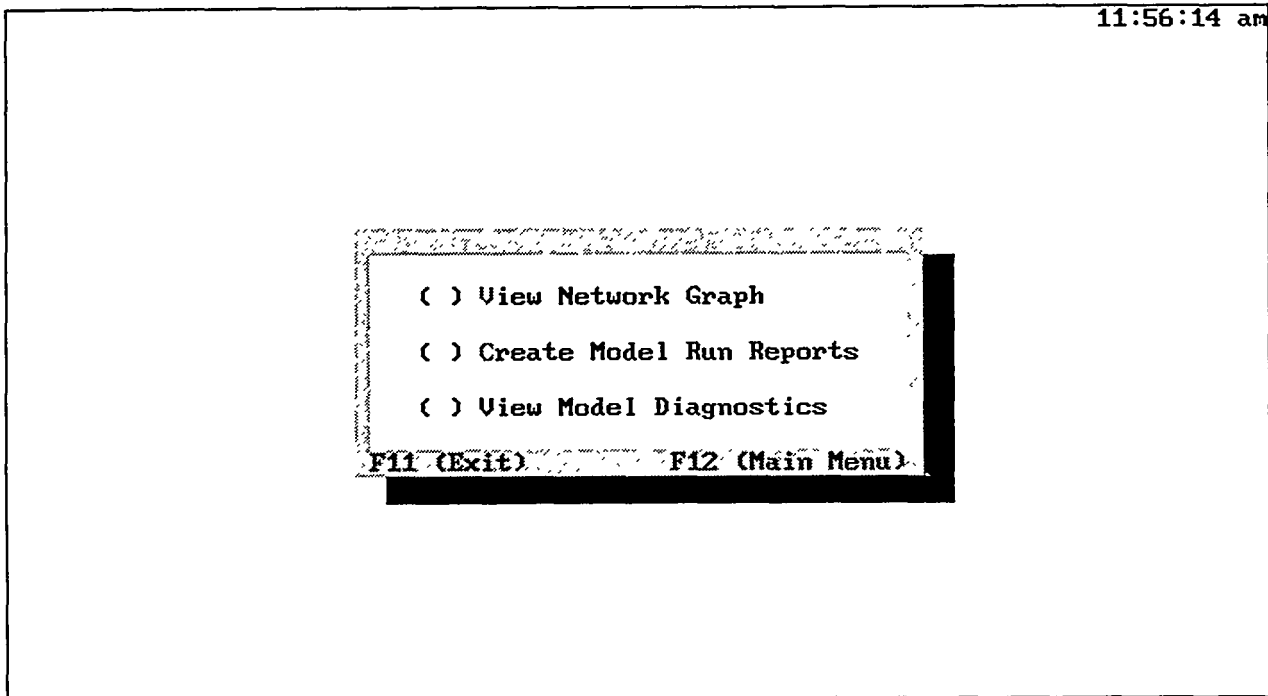 11:56:14 am
( ) View Network Graph
( ) Create Model Run Reports
( ) View Model Diagnostics
F11 (Exit) F12 (Main Menu)